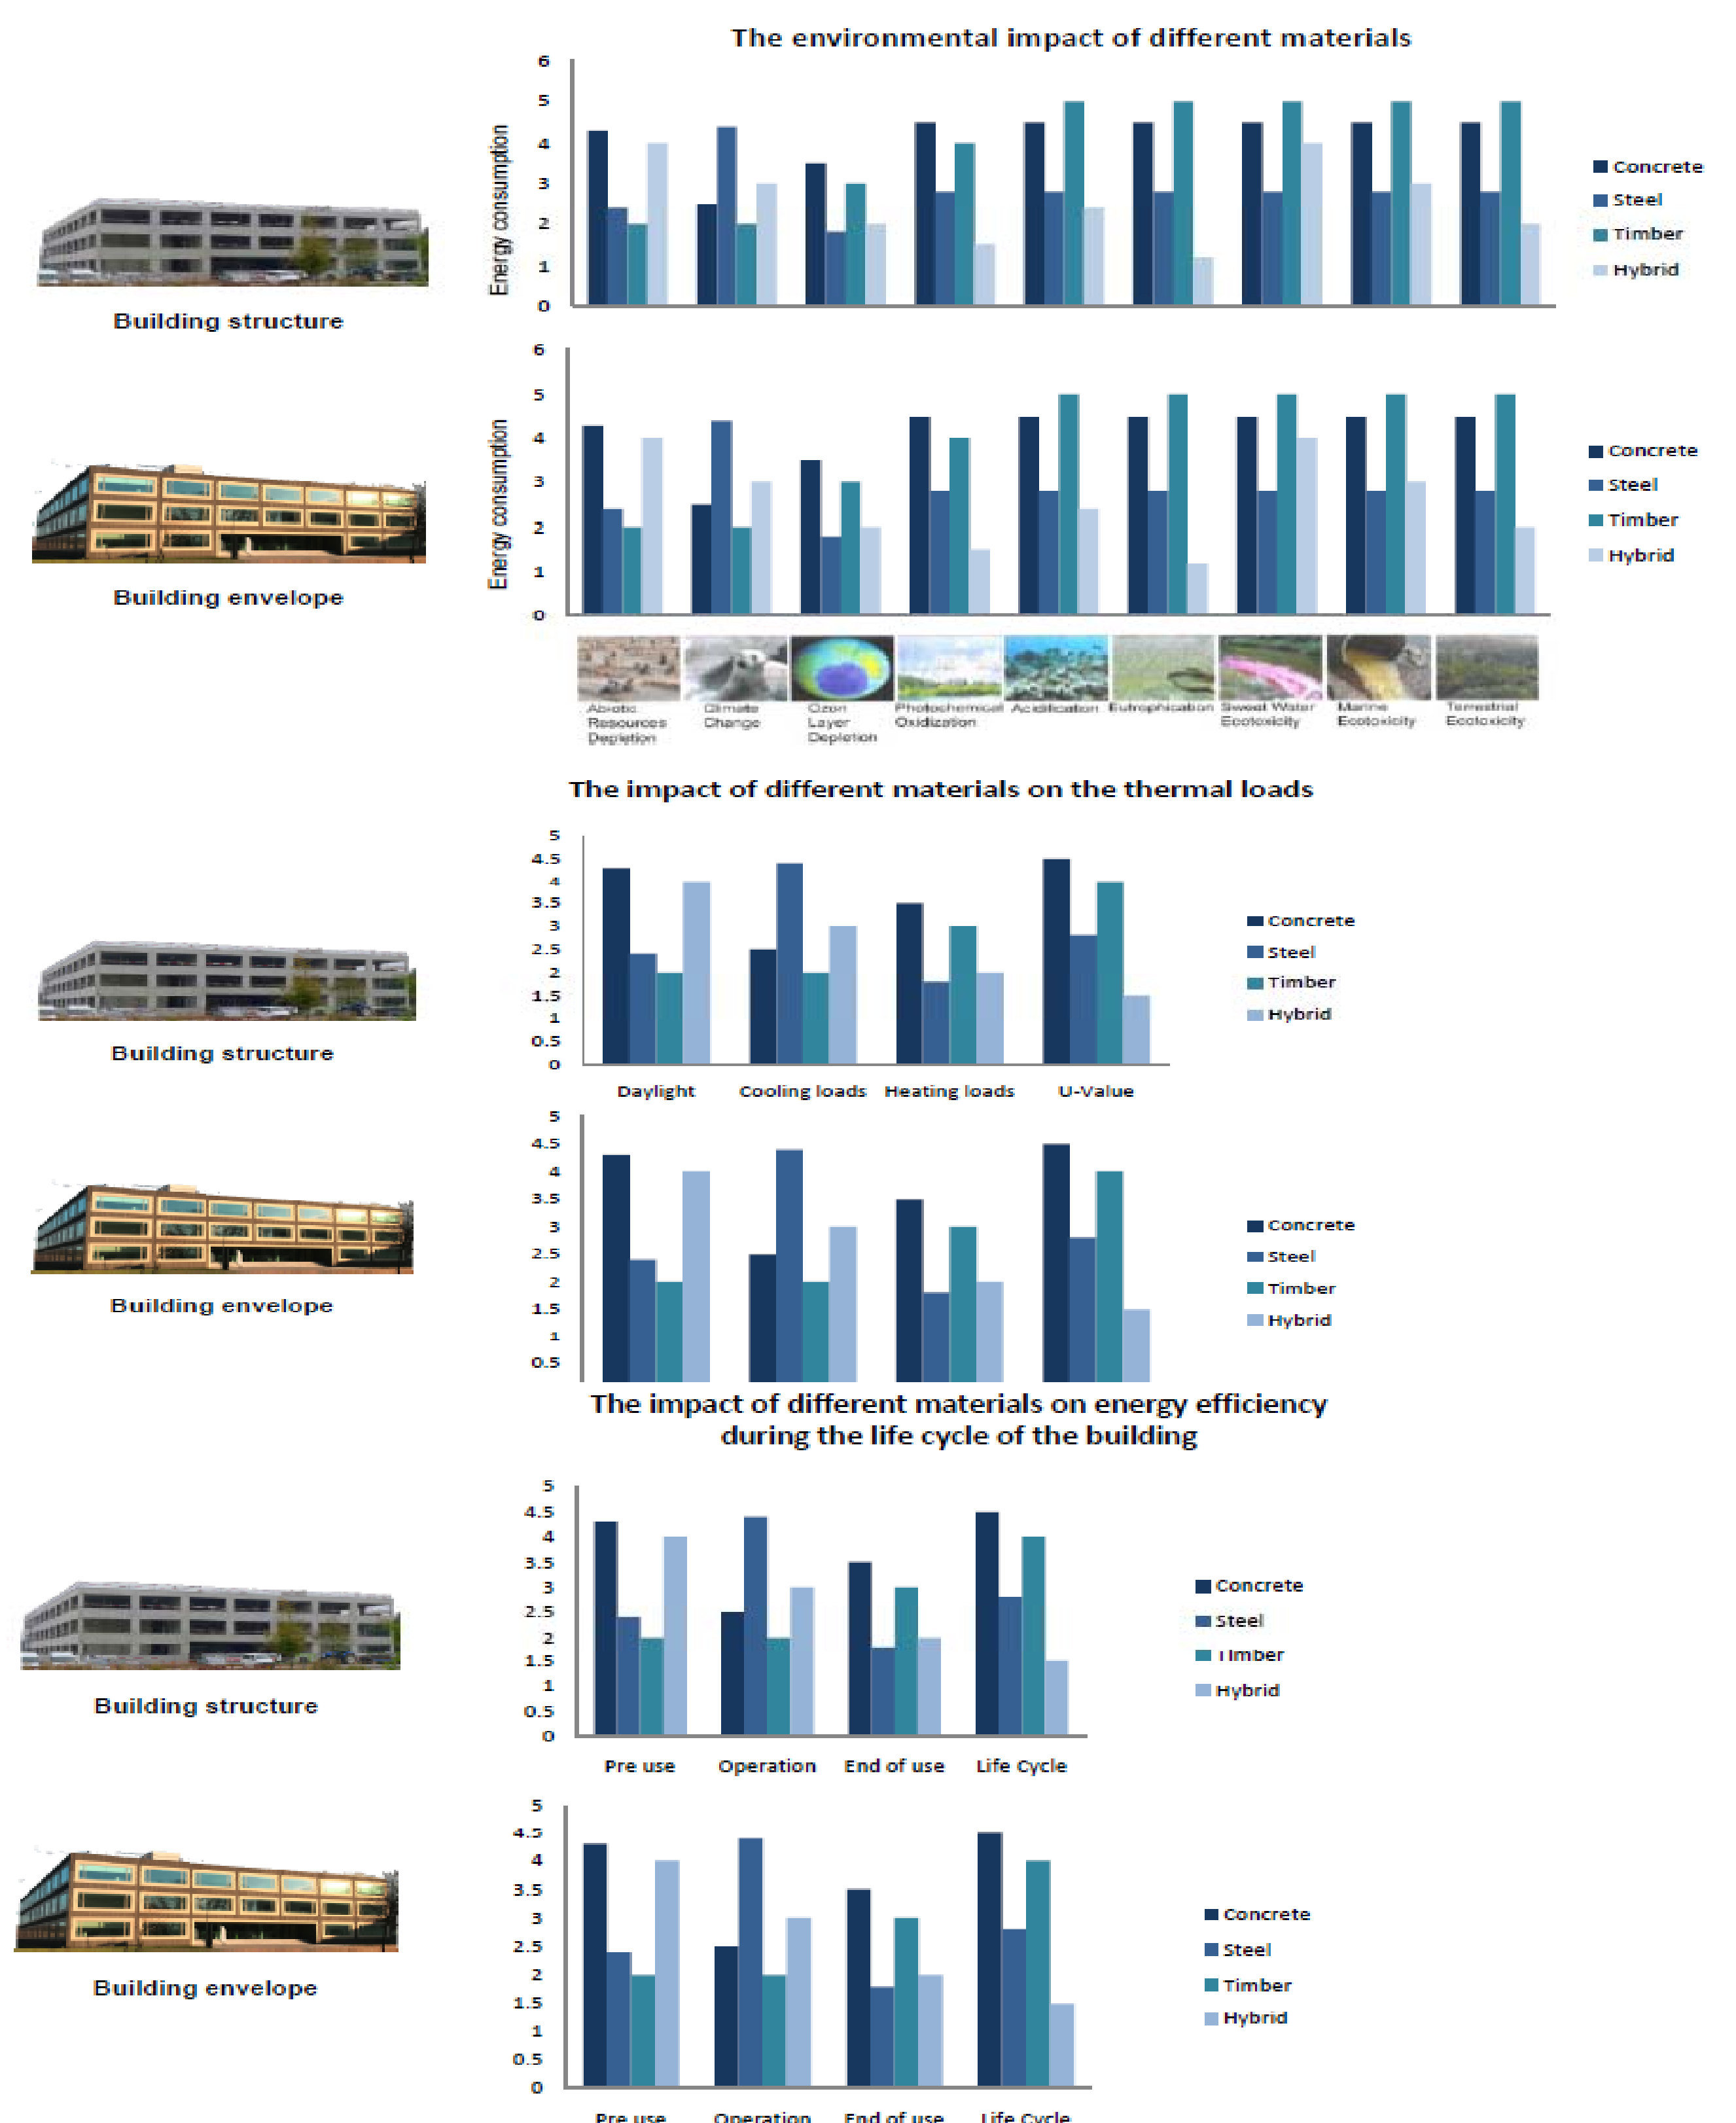 The environmental impact of different materials
6
5
4
3
2
1
0
Energy consumption
Concrete
Steel
Timber
Hybrid
Building structure
6
5
4
3
2
1
0
Energy consumption
Concrete
Steel
Timber
Hybrid
Building envelope
Abiotic Resources Depletion
Climate Change
Ozon Layer Depletion
Photochemical Oxidization
Acidification
Eutrophication
Sweet Water Ecotoxicity
Marine Ecotoxicity
Terrestrial Ecotoxicity
The impact of different materials on the thermal loads
5
4.5
4
3.5
3
2.5
2
1.5
1
0.5
0
Concrete
Steel
Timber
Hybrid
Building structure
Daylight Cooling loads Heating loads U-Value
5
4.5
4
3.5
3
2.5
2
1.5
1
0.5
Concrete
Steel
Timber
Hybrid
Building envelope
The impact of different materials on energy efficiency
during the life cycle of the building
5
4.5
4
3.5
3
2.5
2
1.5
1
0.5
0
Concrete
Steel
Timber
Hybrid
Building structure
Pre use Operation End of use Life Cycle
5
4.5
4
3.5
3
2.5
2
1.5
1
0.5
0
Concrete
Steel
Timber
Hybrid
Building envelope
Pre use Operation End of use Life Cycle